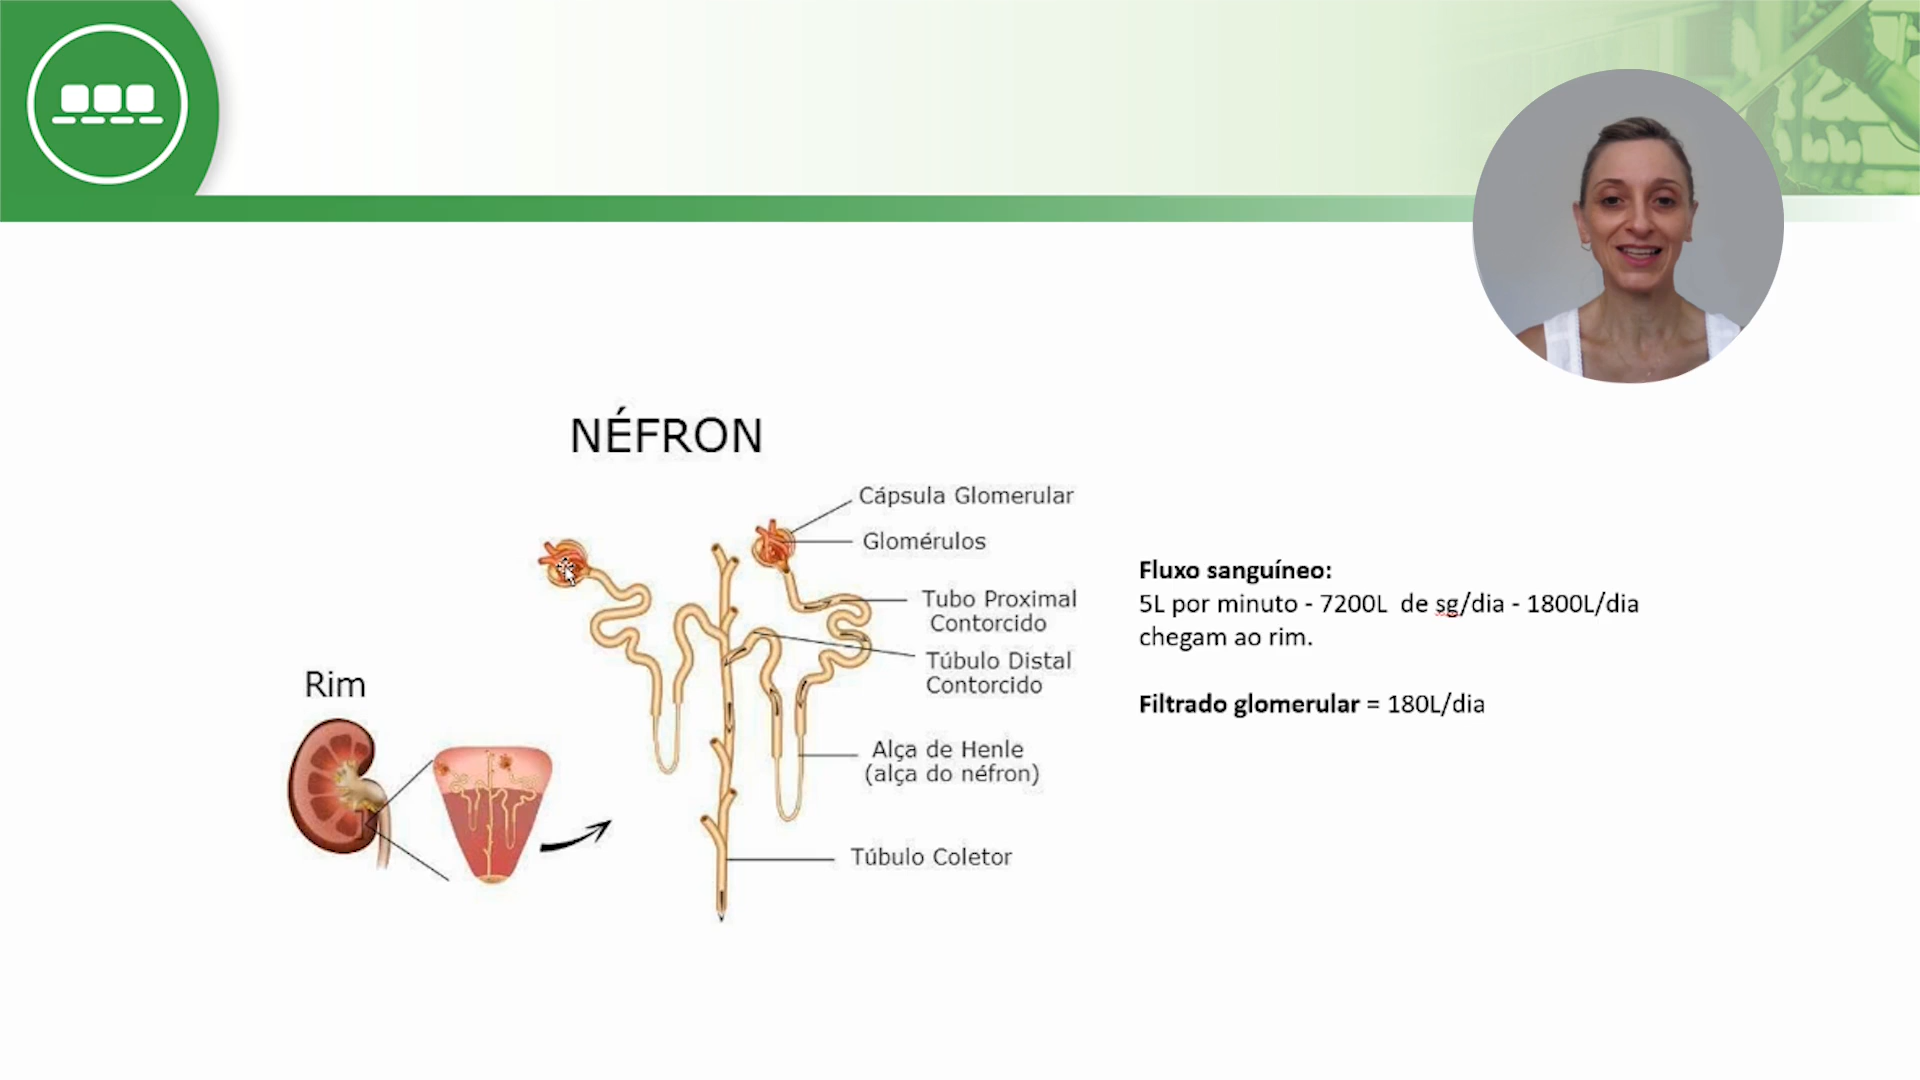 NÉFRON
Cápsula Glomerular
Glomérulos
Tubo Proximal
Contorcido
Túbulo Distal
Contorcido
Rim
Alça de Henle
(alça do néfron)
Túbulo Coletor
Fluxo sanguíneo:
5L por minuto - 7200L de sg/dia - 1800L/dia
chegam ao rim.
Filtrado glomerular = 180L/dia